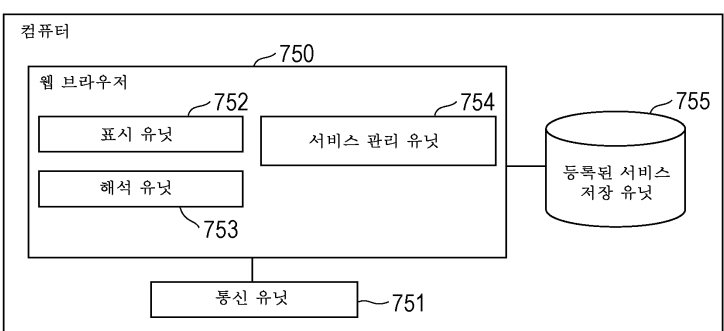 컴퓨터
750
웹 브라우저
752
표시 유닛
754
서비스 관리 유닛
755
등록된 서비스
저장 유닛
해석 유닛
753
통신 유닛
751